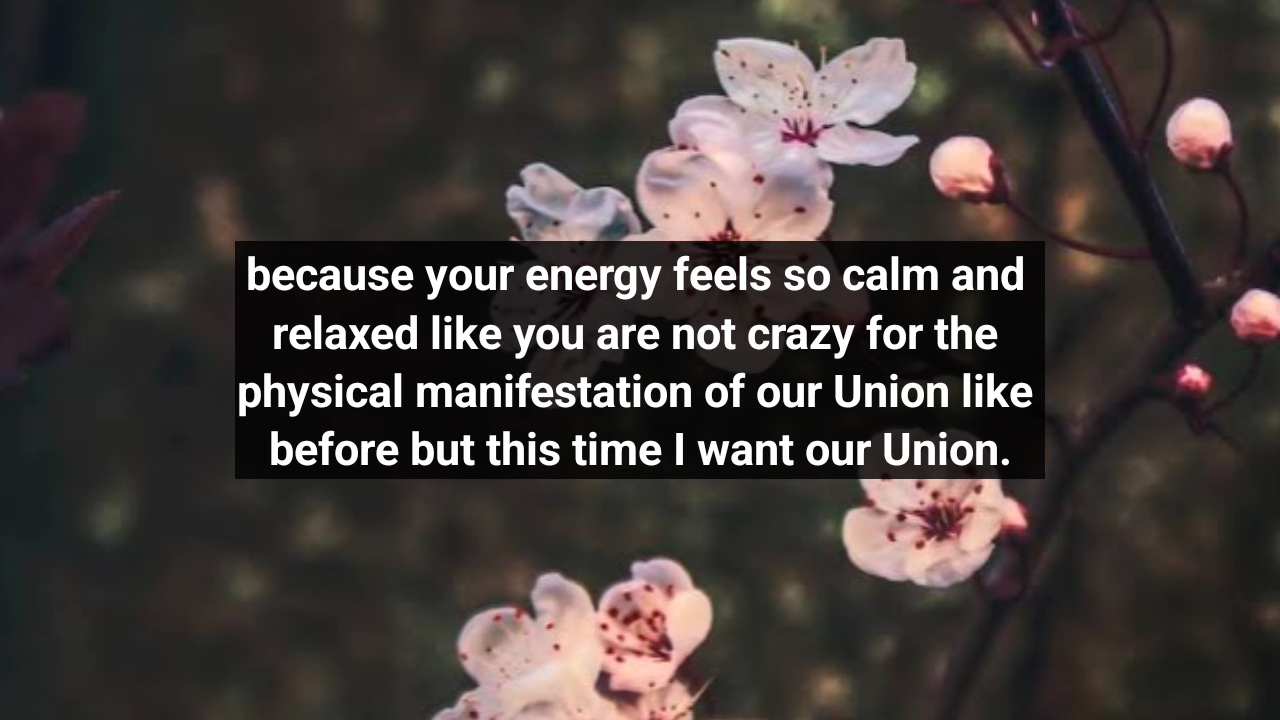 because your energy feels so calm and
relaxed like you are not crazy for the
physical manifestation of our Union like
before but this time I want our Union.